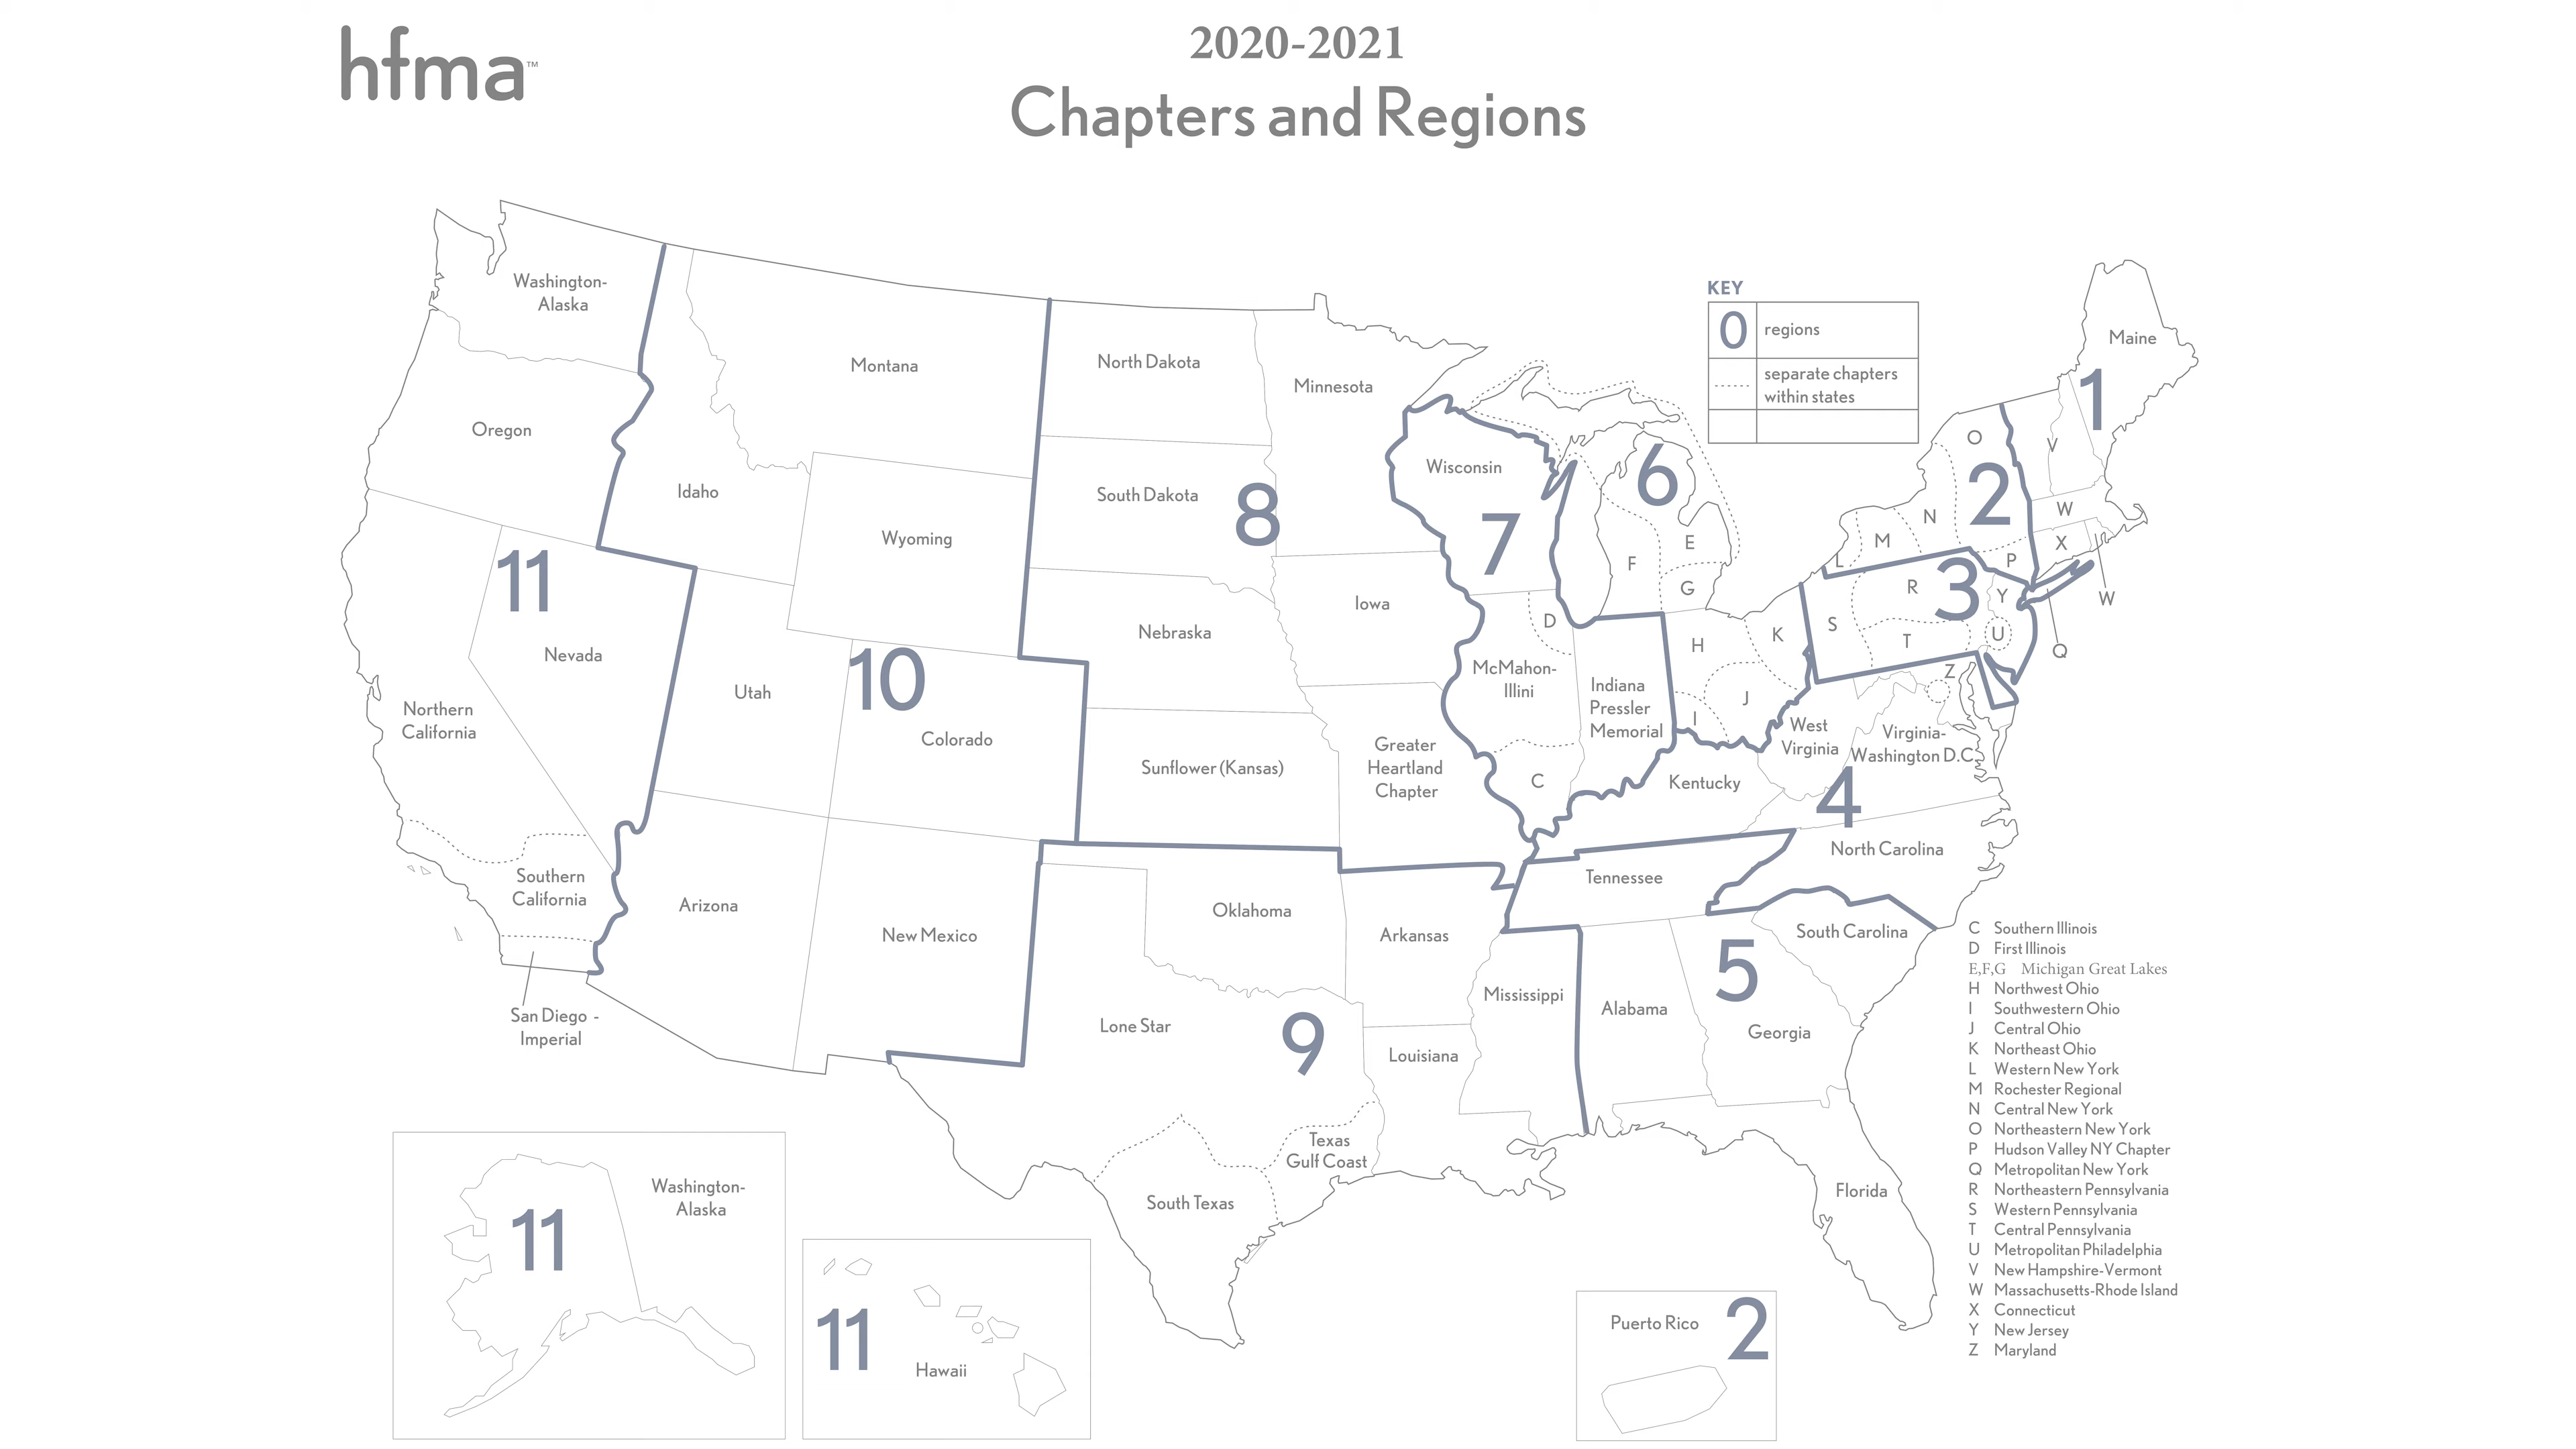 hfma™
2020-2021
Chapters and Regions
KEY
0 regions
separate chapters
within states
Washington-
Alaska
Oregon
Northern
California
11
Nevada
Southern
California
San Diego -
Imperial
Montana
Idaho
Wyoming
Utah
10
Colorado
Arizona
New Mexico
North Dakota
South Dakota
8
Minnesota
Nebraska
Iowa
Sunflower (Kansas)
Greater
Heartland
Chapter
Oklahoma
Arkansas
Lone Star
9
Louisiana
Mississippi
Texas
Gulf Coast
South Texas
Wisconsin
7
D
McMahon-
Illini
C
Indiana
Pressler
Memorial
6
E
F
G
H
K
J
I
Maine
1
V
W
X
W
O
2
N
M
L
P
Q
3
R
Y
S
T
U
Z
West
Virginia
Virginia-
Washington D.C.
Kentucky
4
North Carolina
Tennessee
South Carolina
5
Alabama
Georgia
Florida
Washington-
Alaska
11
11
Hawaii
Puerto Rico
2
C Southern Illinois
D First Illinois
E,F,G Michigan Great Lakes
H Northwest Ohio
I Southwestern Ohio
J Central Ohio
K Northeast Ohio
L Western New York
M Rochester Regional
N Central New York
O Northeastern New York
P Hudson Valley NY Chapter
Q Metropolitan New York
R Northeastern Pennsylvania
S Western Pennsylvania
T Central Pennsylvania
U Metropolitan Philadelphia
V New Hampshire-Vermont
W Massachusetts-Rhode Island
X Connecticut
Y New Jersey
Z Maryland